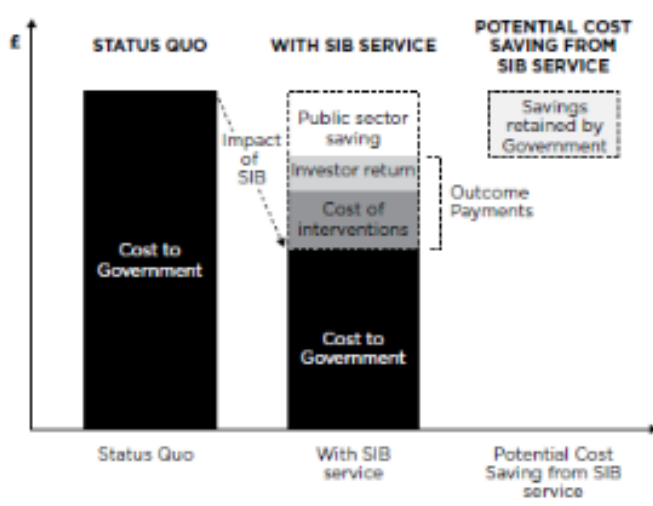 £
STATUS QUO
WITH SIB SERVICE
POTENTIAL COST
SAVING FROM
SIB SERVICE
Cost to
Government
Impact
of
SIB
Public sector
saving
Investor return
Cost of
interventions
Cost to
Government
Outcome
Payments
Savings
retained by
Government
Status Quo
With SIB
service
Potential Cost
Saving from SIB
service